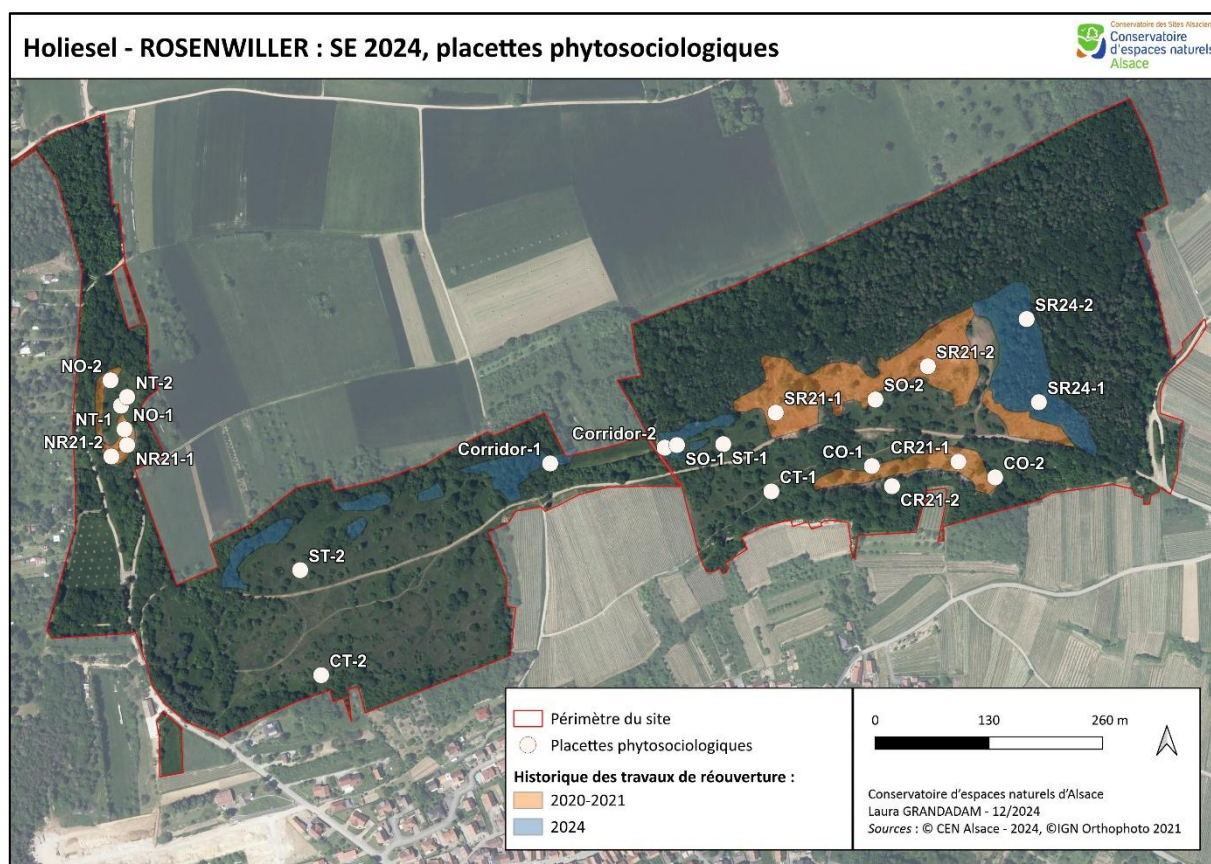 Holiesel - ROSENWILLER : SE 2024, placettes phytosociologiques
Conservatoire des Sites Alsaciens
Conservatoire
d'espaces naturels
Alsace
SR24-2
NO-2
NT-2
SR21-2
SO-2
SR24-1
NT-1
NO-1
SR21-1
NR21-2
NR21-1
Corridor-1
Corridor-2
SO-1
ST-1
CO-1
CR21-1
CO-2
CT-1
CR21-2
ST-2
CT-2
Périmètre du site
Placettes phytosociologiques
Historique des travaux de réouverture :
2020-2021
2024
0 130 260 m
Conservatoire d'espaces naturels d'Alsace
Laura GRANDADAM - 12/2024
Sources : © CEN Alsace - 2024, ©IGN Orthophoto 2021